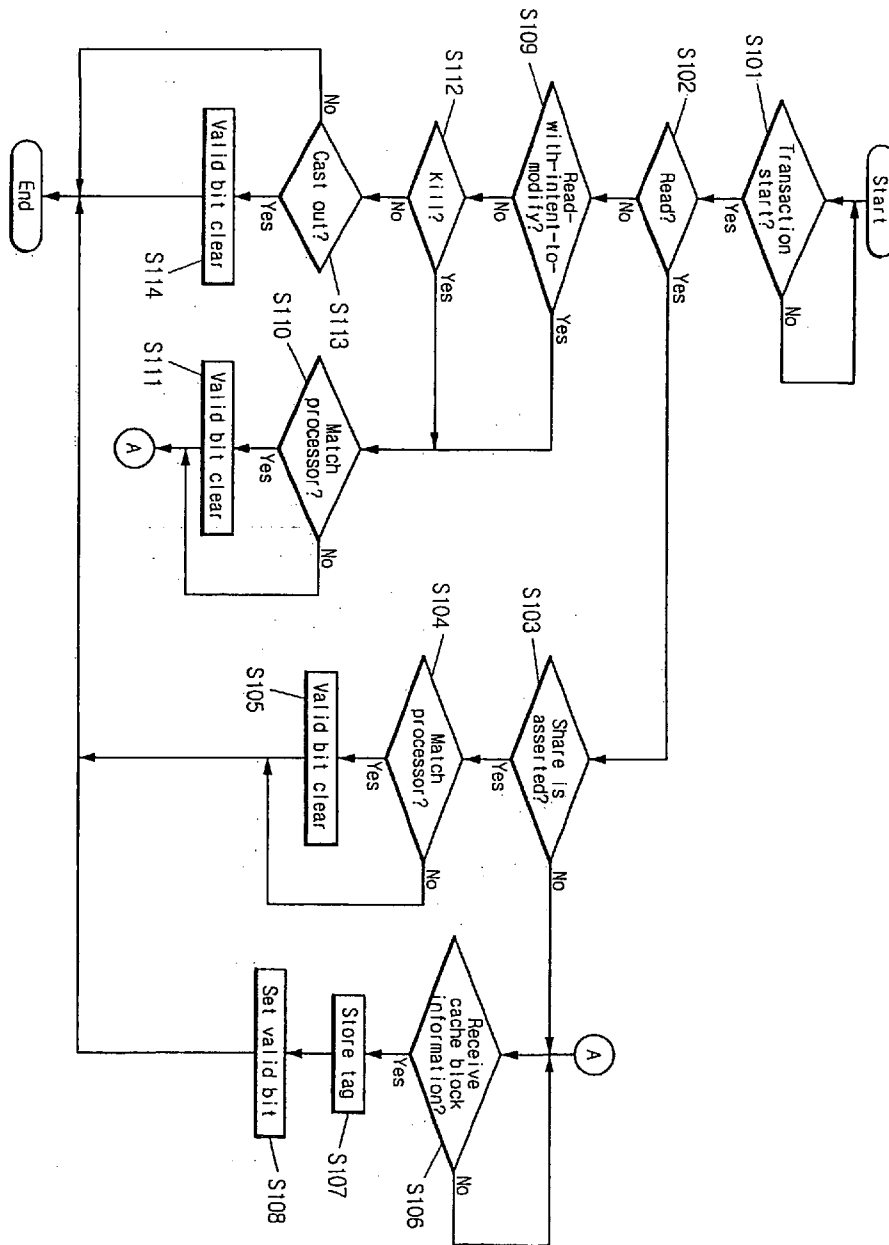 Start
S101
Transaction
start?
No
Yes
S102
Read?
Yes
No
S109
Read-
with-intent-to-
modify?
Yes
No
S112
Kill?
Yes
No
Cast out?
S113
No
Yes
Valid bit clear
S114
End
S110
Match
processor?
No
Yes
S111
Valid bit clear
A
S103
Share is
asserted?
No
Yes
S104
Match
processor?
No
Yes
Valid bit clear
S105
A
Receive
cache block
information?
S106
No
Yes
Store tag
S107
Set valid bit
S108